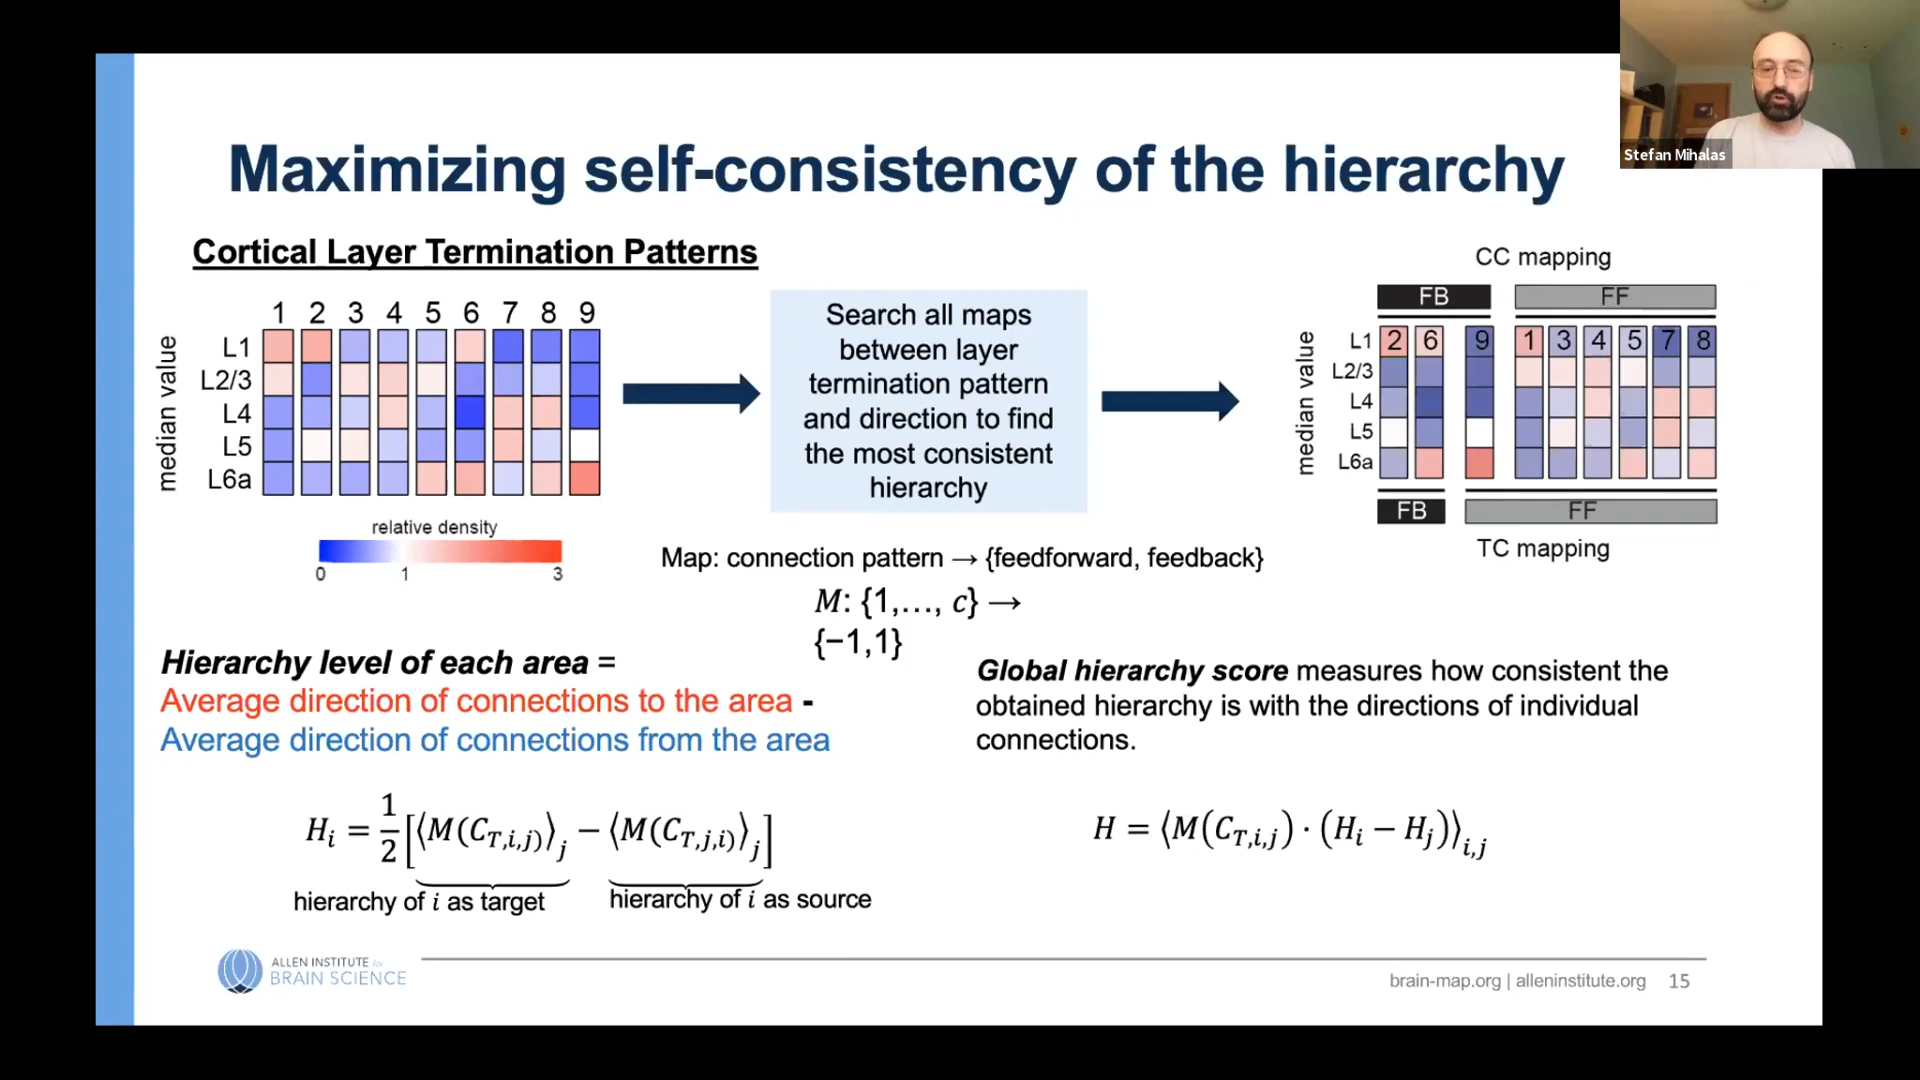 Stefan Mihalas
Maximizing self-consistency of the hierarchy
Cortical Layer Termination Patterns
1 2 3 4 5 6 7 8 9
median value
L1
L2/3
L4
L5
L6a
relative density
0 1 3
Search all maps
between layer
termination pattern
and direction to find
the most consistent
hierarchy
CC mapping
FB FF
2 6 9 1 3 4 5 7 8
median value
L1
L2/3
L4
L5
L6a
FB FF
TC mapping
Map: connection pattern → {feedforward, feedback}
M: {1,…, c} →
{−1,1}
Hierarchy level of each area =
Average direction of connections to the area -
Average direction of connections from the area
H_i = 1/2 [⟨M(C_{T,i,j})⟩_j − ⟨M(C_{T,j,i})⟩_j]
hierarchy of i as target hierarchy of i as source
Global hierarchy score measures how consistent the
obtained hierarchy is with the directions of individual
connections.
H = ⟨M(C_{T,i,j}) · (H_i − H_j)⟩_{i,j}
ALLEN INSTITUTE for
BRAIN SCIENCE
brain-map.org | alleninstitute.org 15